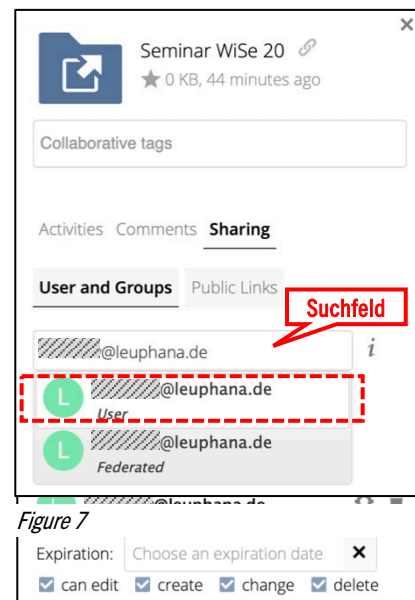 Seminar WiSe 20
0 KB, 44 minutes ago
Collaborative tags
Activities Comments Sharing
User and Groups Public Links
Suchfeld
@leuphana.de i
L @leuphana.de
User
L @leuphana.de
Federated
@leuphana.de
Figure 7
Expiration: Choose an expiration date ×
can edit create change delete